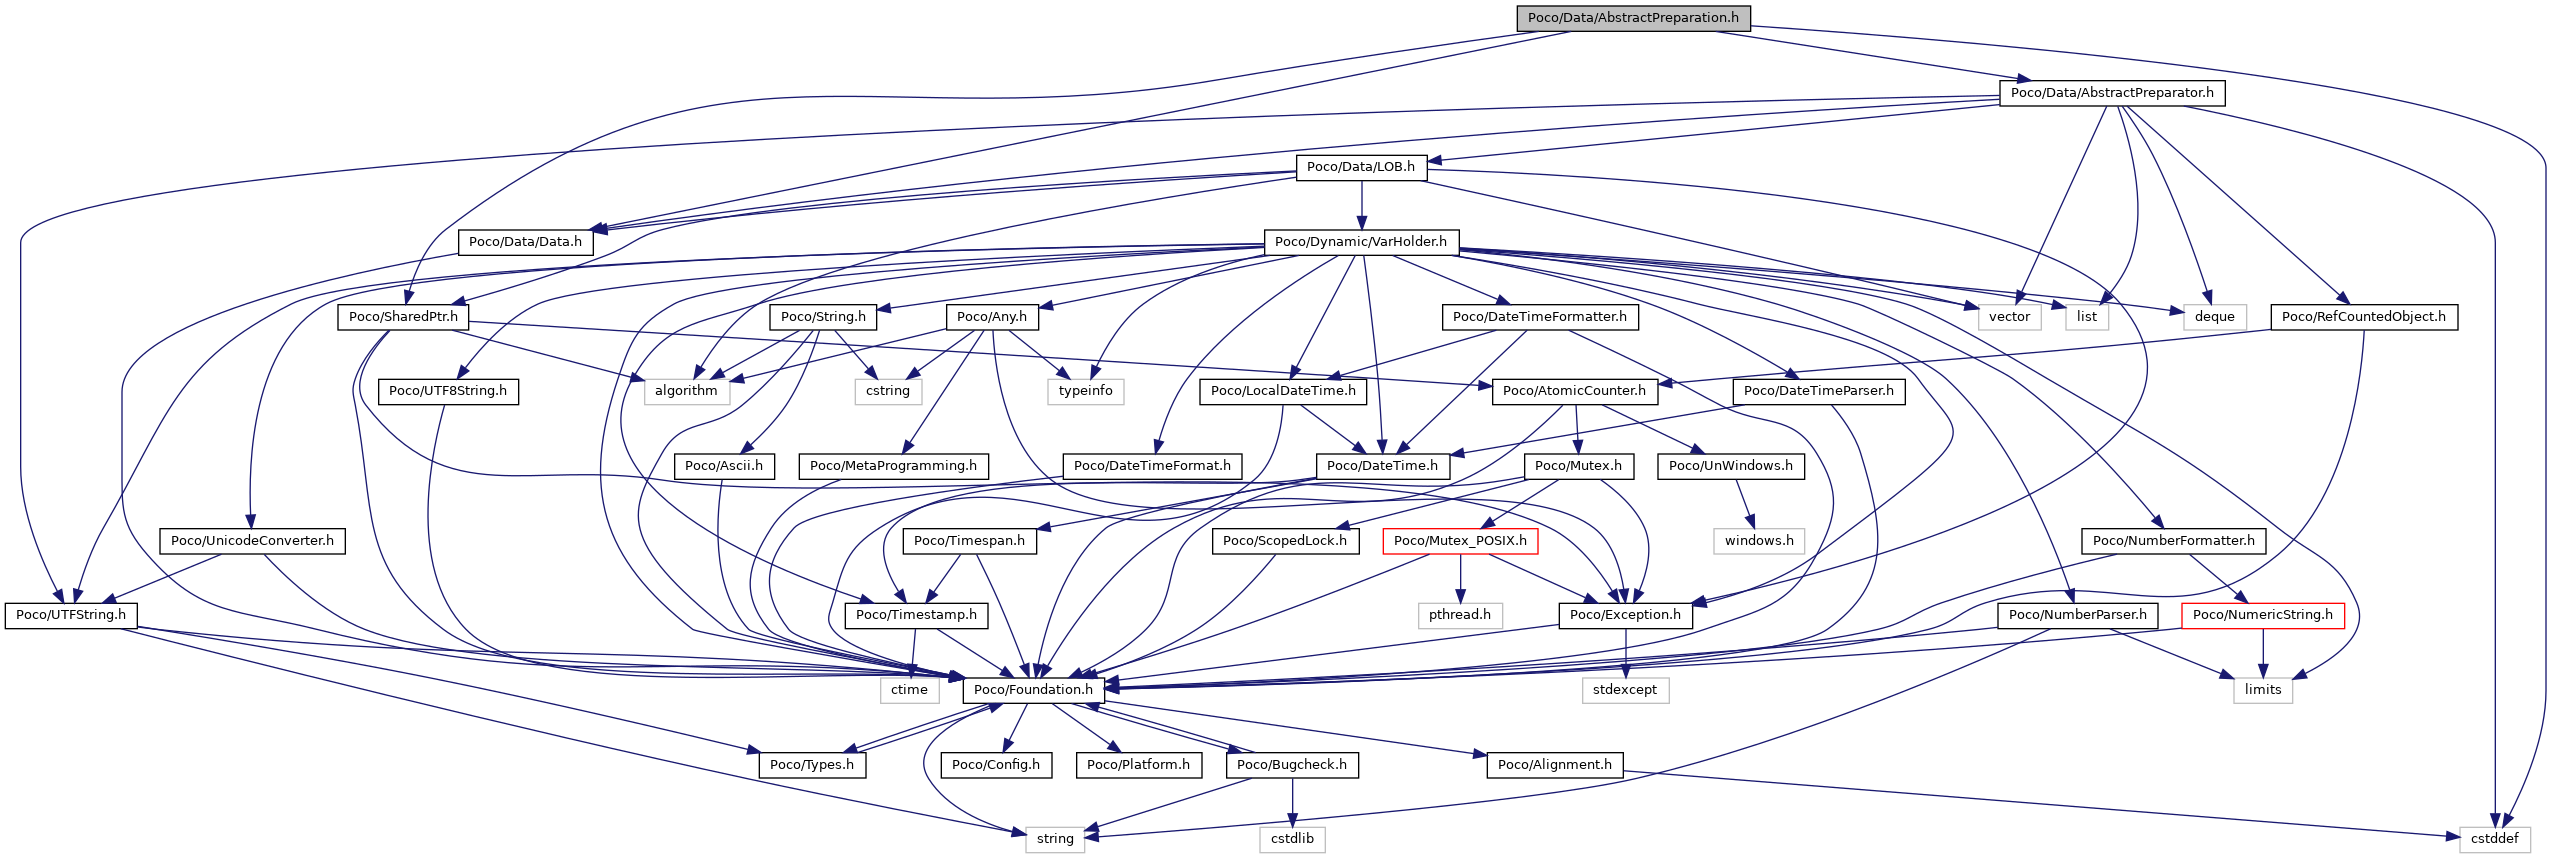 Poco/Data/AbstractPreparation.h
Poco/Data/AbstractPreparator.h
Poco/Data/LOB.h
Poco/Data/Data.h
Poco/Dynamic/VarHolder.h
Poco/SharedPtr.h
Poco/String.h
Poco/Any.h
Poco/DateTimeFormatter.h
vector
list
deque
Poco/RefCountedObject.h
Poco/UTF8String.h
algorithm
cstring
typeinfo
Poco/LocalDateTime.h
Poco/AtomicCounter.h
Poco/DateTimeParser.h
Poco/Ascii.h
Poco/MetaProgramming.h
Poco/DateTimeFormat.h
Poco/DateTime.h
Poco/Mutex.h
Poco/UnWindows.h
Poco/UnicodeConverter.h
Poco/Timespan.h
Poco/ScopedLock.h
Poco/Mutex_POSIX.h
windows.h
Poco/NumberFormatter.h
Poco/UTFString.h
Poco/Timestamp.h
pthread.h
Poco/Exception.h
Poco/NumberParser.h
Poco/NumericString.h
ctime
Poco/Foundation.h
stdexcept
limits
Poco/Types.h
Poco/Config.h
Poco/Platform.h
Poco/Bugcheck.h
Poco/Alignment.h
string
cstdlib
cstddef